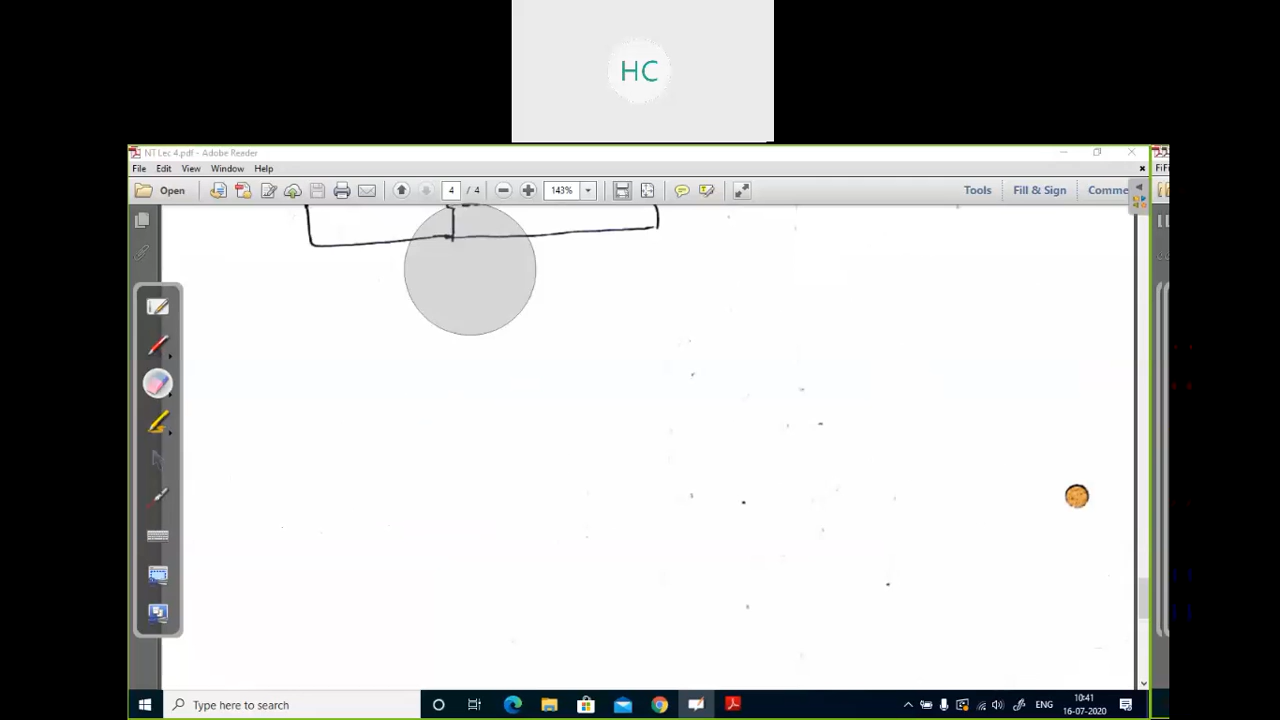 HC
NT Lec 4.pdf - Adobe Reader
FiFi
File Edit View Window Help
Open 4 / 4 143% Tools Fill & Sign Comme
Type here to search
ENG
10:41
16-07-2020